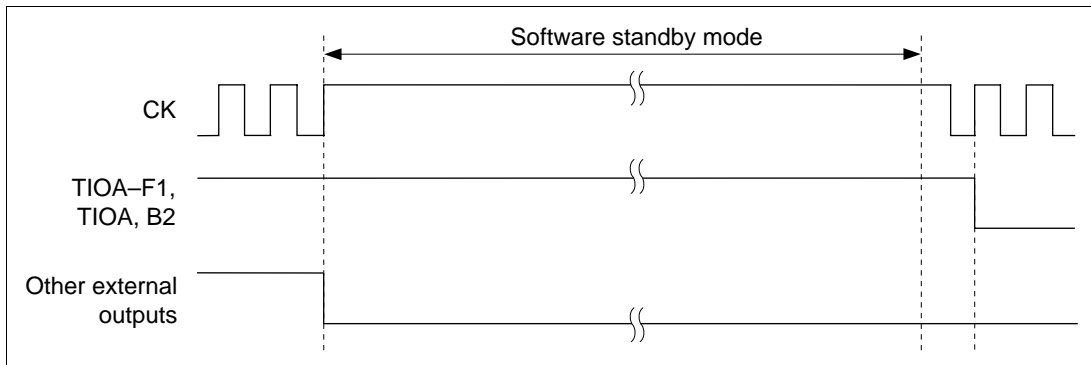 Software standby mode
CK
TIOA–F1,
TIOA, B2
Other external
outputs